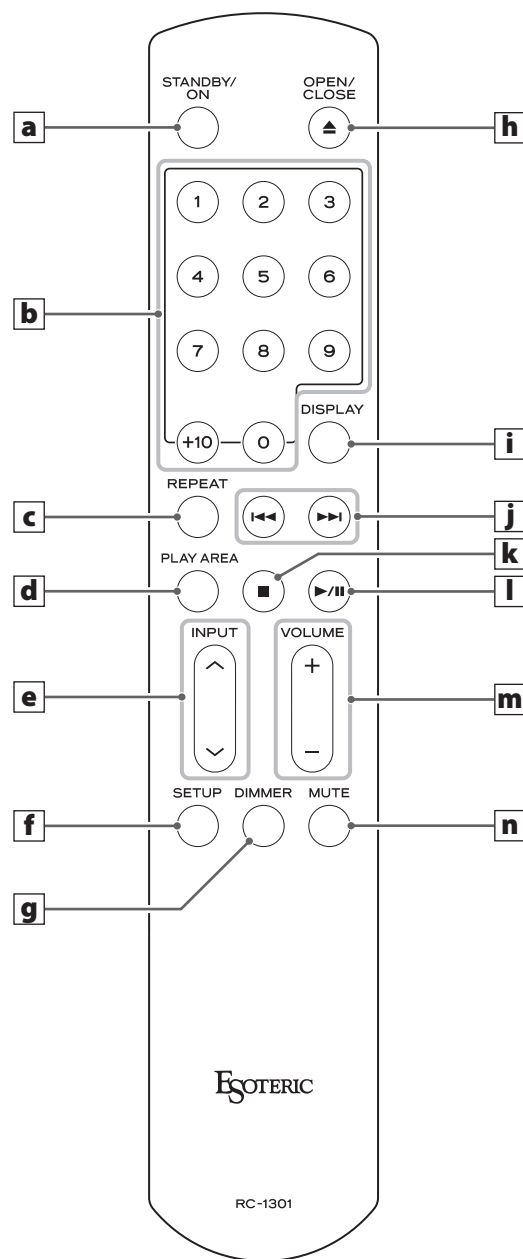 STANDBY/ OPEN/
ON CLOSE
a h
1 2 3
4 5 6
b
7 8 9
DISPLAY
+10 0
i
REPEAT
c j
k
PLAY AREA
d l
INPUT VOLUME
+
e m
−
SETUP DIMMER MUTE
f n
g
ESOTERIC
RC-1301